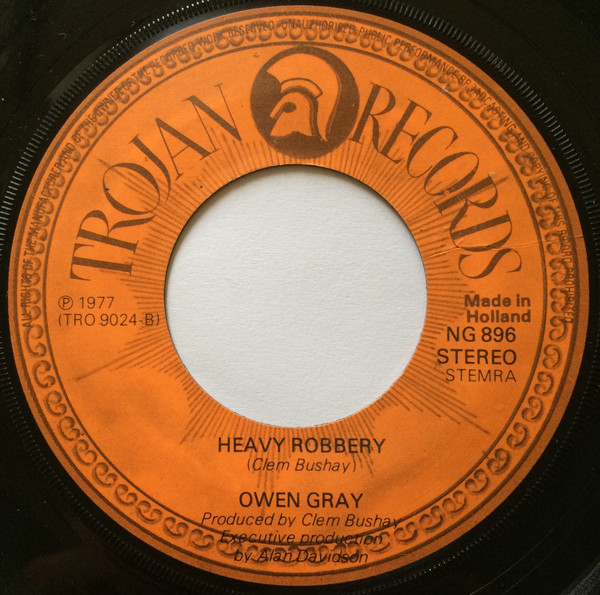 TROJAN RECORDS
℗ 1977
(TRO 9024-B)
Made in
Holland
NG 896
STEREO
STEMRA
HEAVY ROBBERY
(Clem Bushay)
OWEN GRAY
Produced by Clem Bushay
Executive production
by Alan Davidson